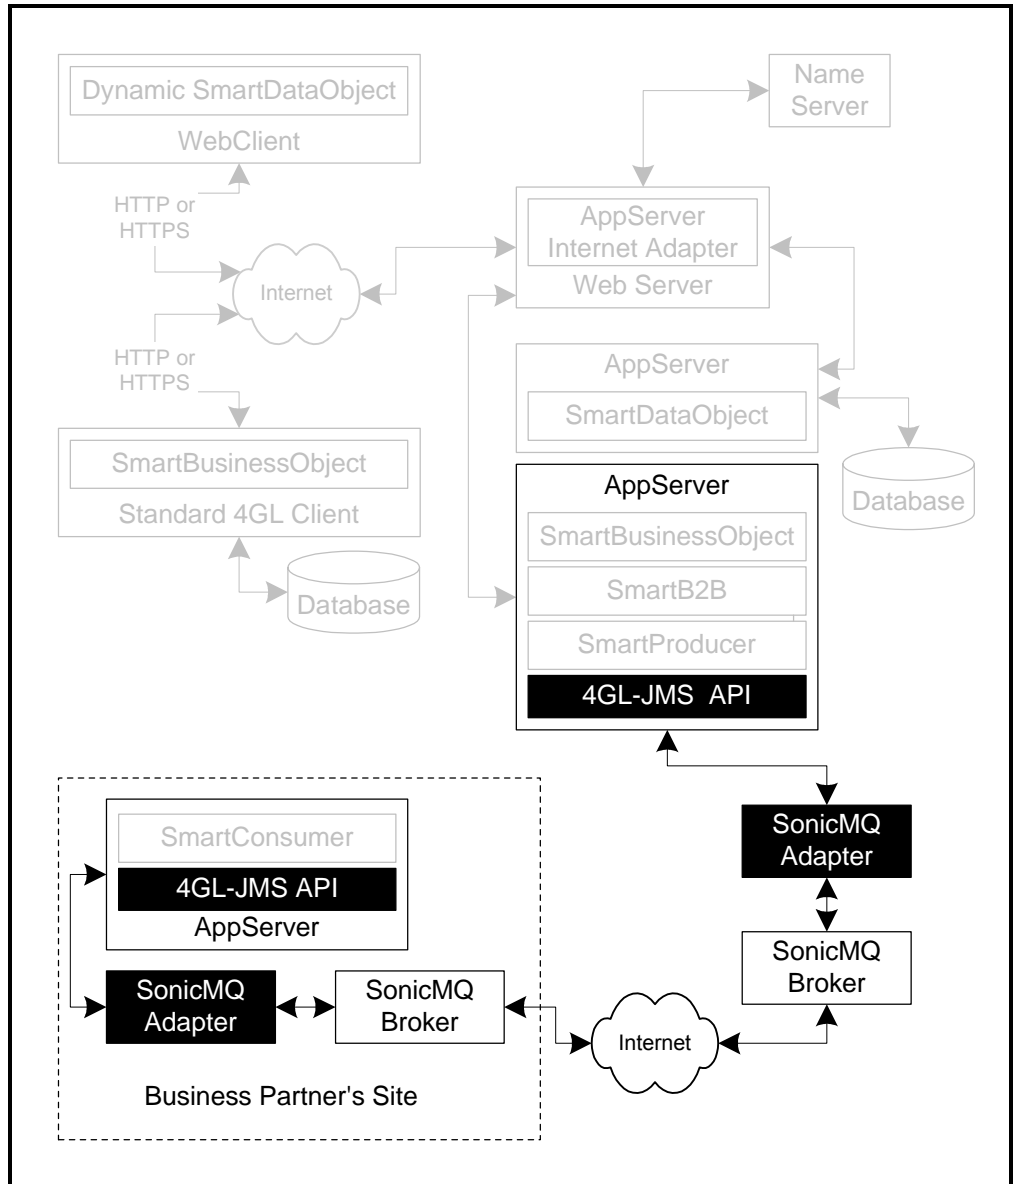 Dynamic SmartDataObject
WebClient
Name
Server
HTTP or
HTTPS
AppServer
Internet Adapter
Web Server
Internet
HTTP or
HTTPS
AppServer
SmartDataObject
SmartBusinessObject
Standard 4GL Client
Database
Database
AppServer
SmartBusinessObject
SmartB2B
SmartProducer
4GL-JMS API
SonicMQ
Adapter
SmartConsumer
4GL-JMS API
AppServer
SonicMQ
Broker
SonicMQ
Adapter
SonicMQ
Broker
Internet
Business Partner's Site